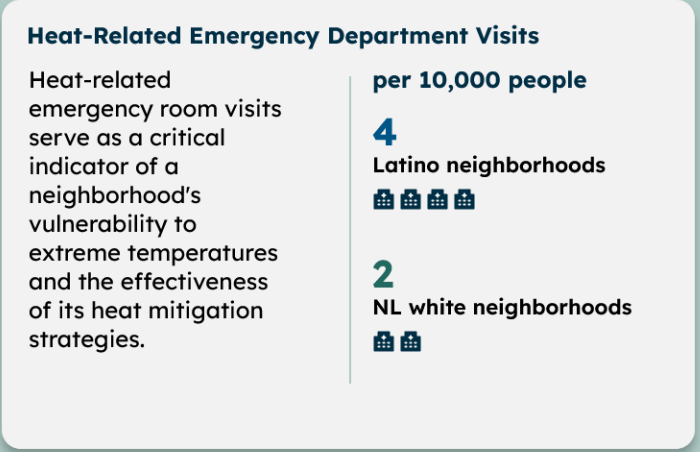 Heat-Related Emergency Department Visits
Heat-related
emergency room visits
serve as a critical
indicator of a
neighborhood's
vulnerability to
extreme temperatures
and the effectiveness
of its heat mitigation
strategies.
per 10,000 people
4
Latino neighborhoods
2
NL white neighborhoods